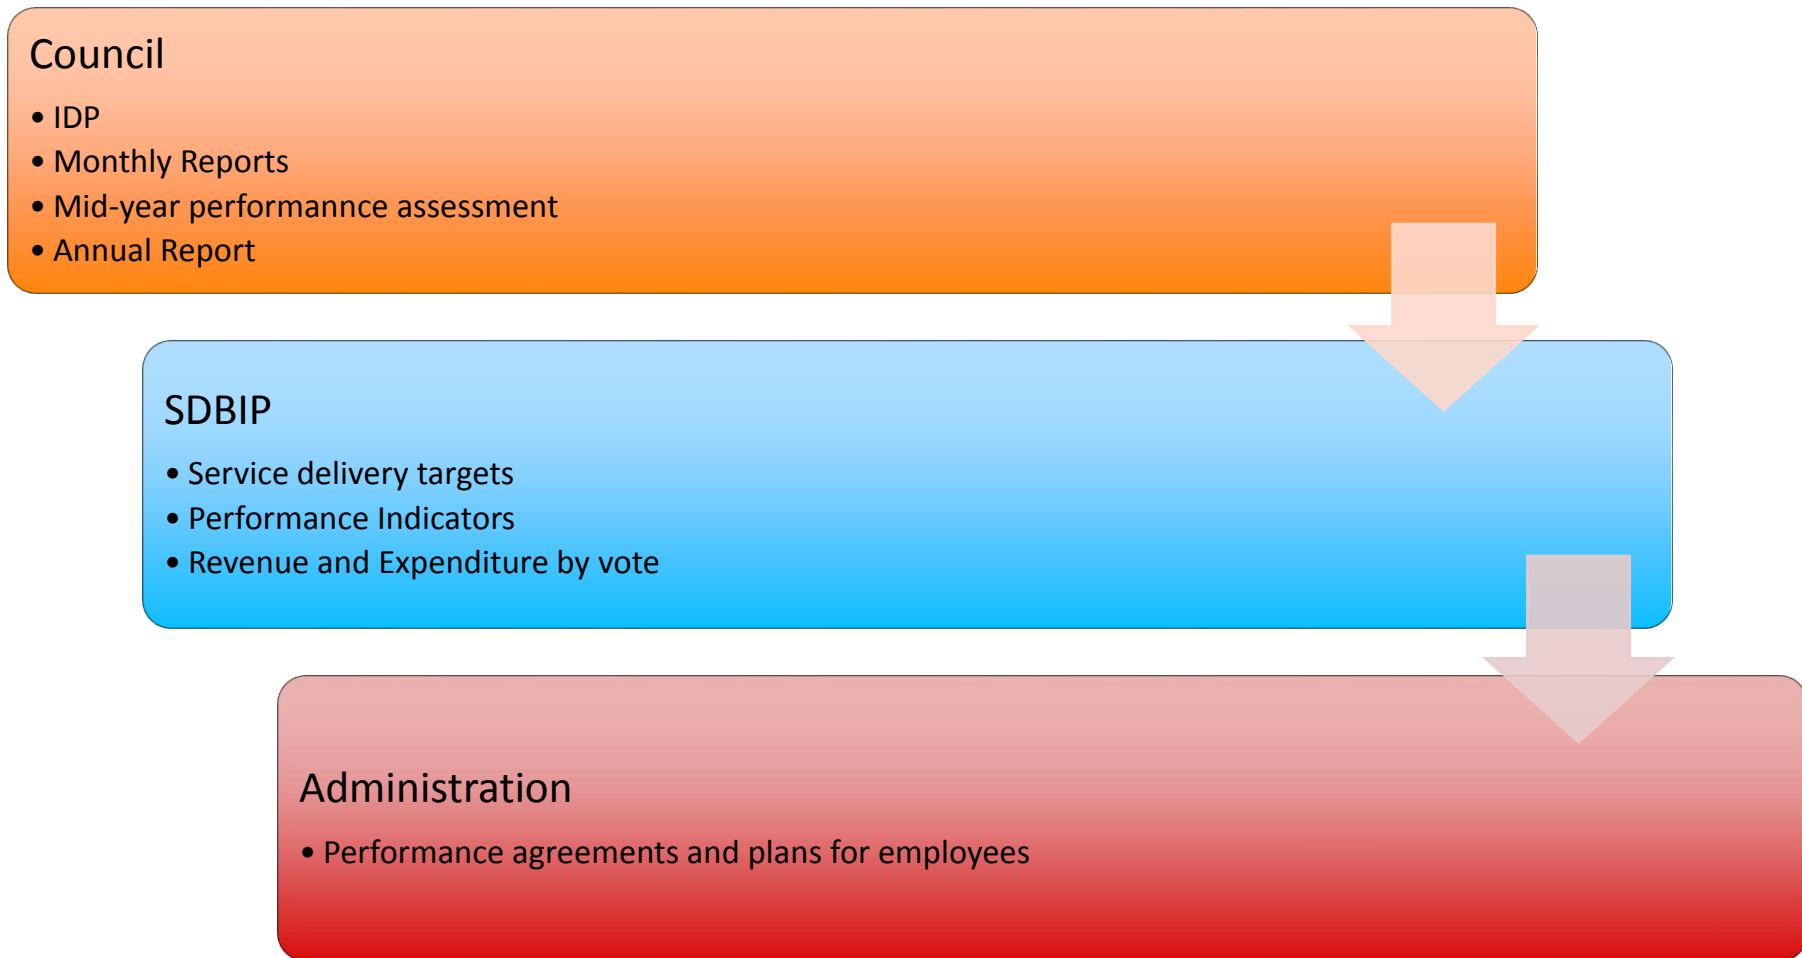 Council
• IDP
• Monthly Reports
• Mid-year performannce assessment
• Annual Report
SDBIP
• Service delivery targets
• Performance Indicators
• Revenue and Expenditure by vote
Administration
• Performance agreements and plans for employees